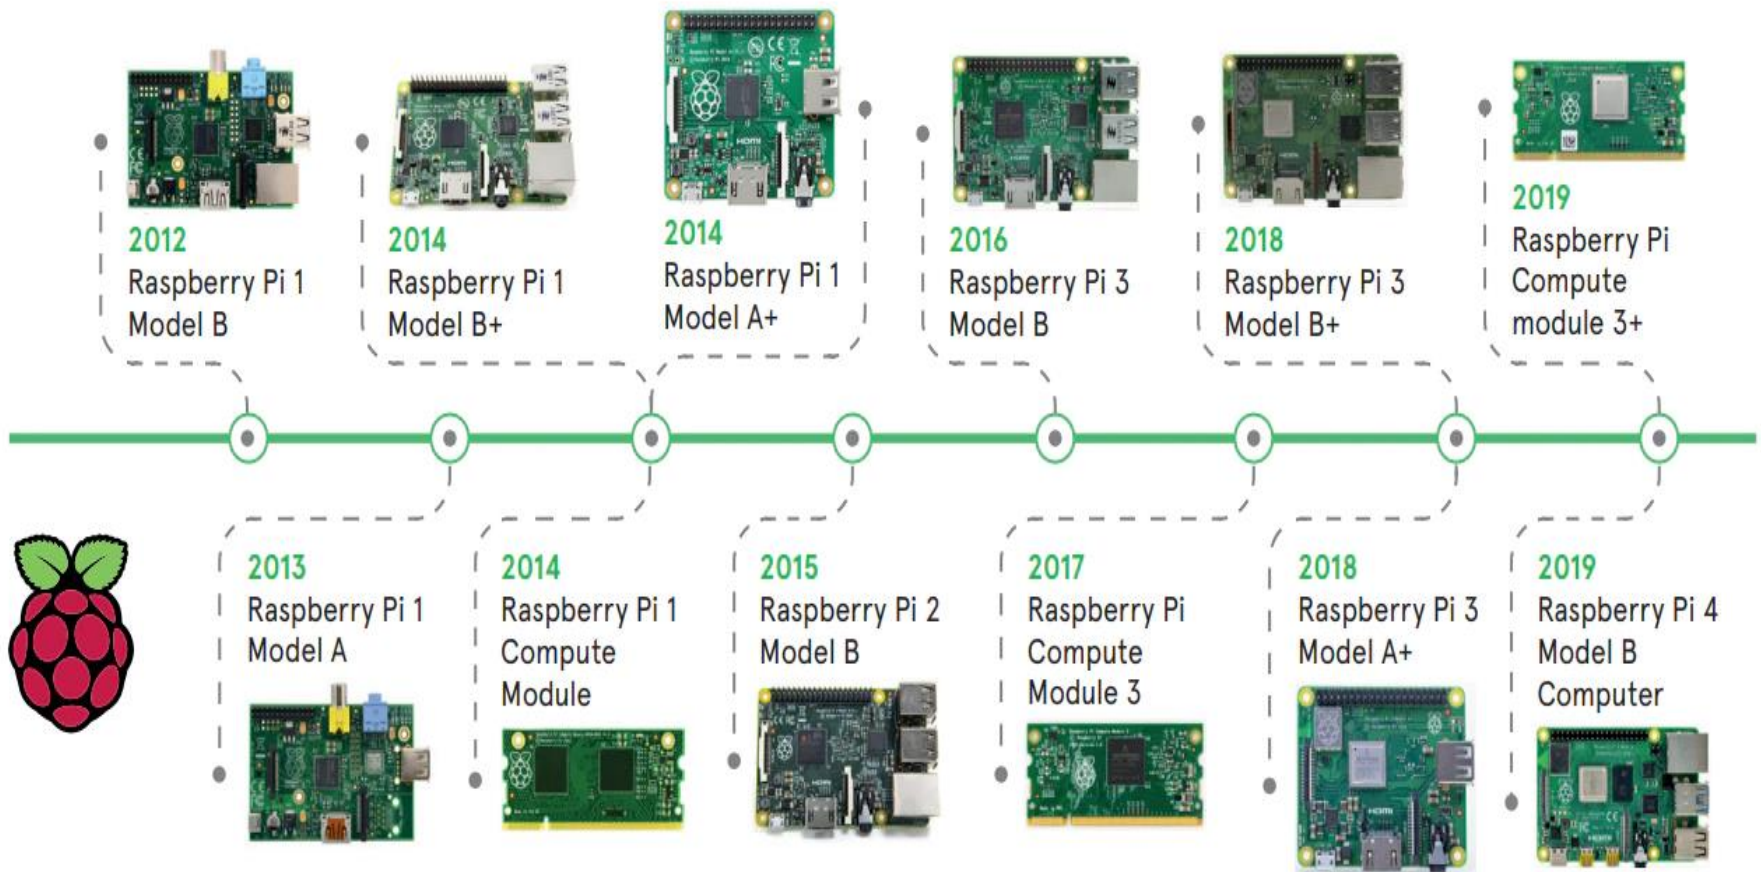 2012
Raspberry Pi 1
Model B
2014
Raspberry Pi 1
Model B+
2014
Raspberry Pi 1
Model A+
2016
Raspberry Pi 3
Model B
2018
Raspberry Pi 3
Model B+
2019
Raspberry Pi
Compute
module 3+
2013
Raspberry Pi 1
Model A
2014
Raspberry Pi 1
Compute
Module
2015
Raspberry Pi 2
Model B
2017
Raspberry Pi
Compute
Module 3
2018
Raspberry Pi 3
Model A+
2019
Raspberry Pi 4
Model B
Computer